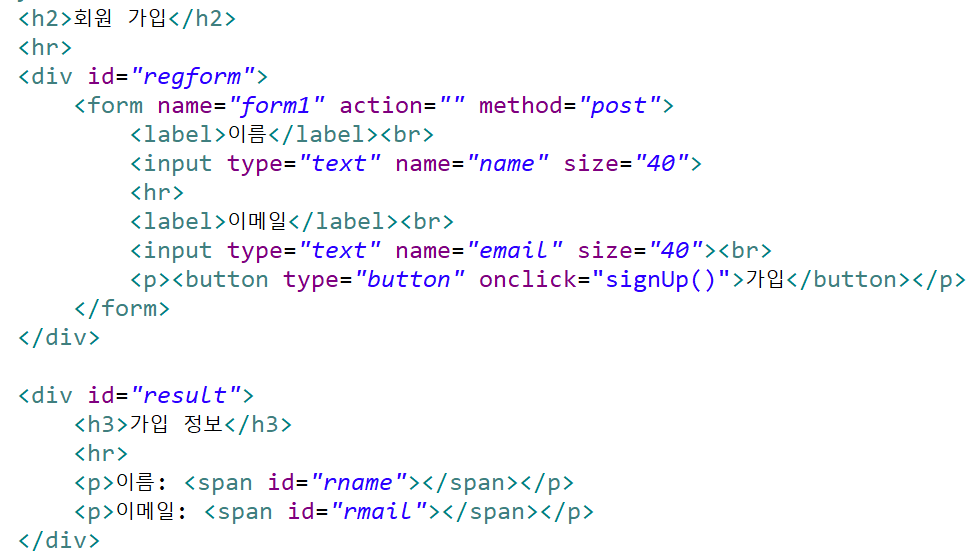 <h2>회원 가입</h2>
<hr>
<div id="regform">
<form name="form1" action="" method="post">
<label>이름</label><br>
<input type="text" name="name" size="40">
<hr>
<label>이메일</label><br>
<input type="text" name="email" size="40"><br>
<p><button type="button" onclick="signUp()">가입</button></p>
</form>
</div>
<div id="result">
<h3>가입 정보</h3>
<hr>
<p>이름: <span id="rname"></span></p>
<p>이메일: <span id="rmail"></span></p>
</div>